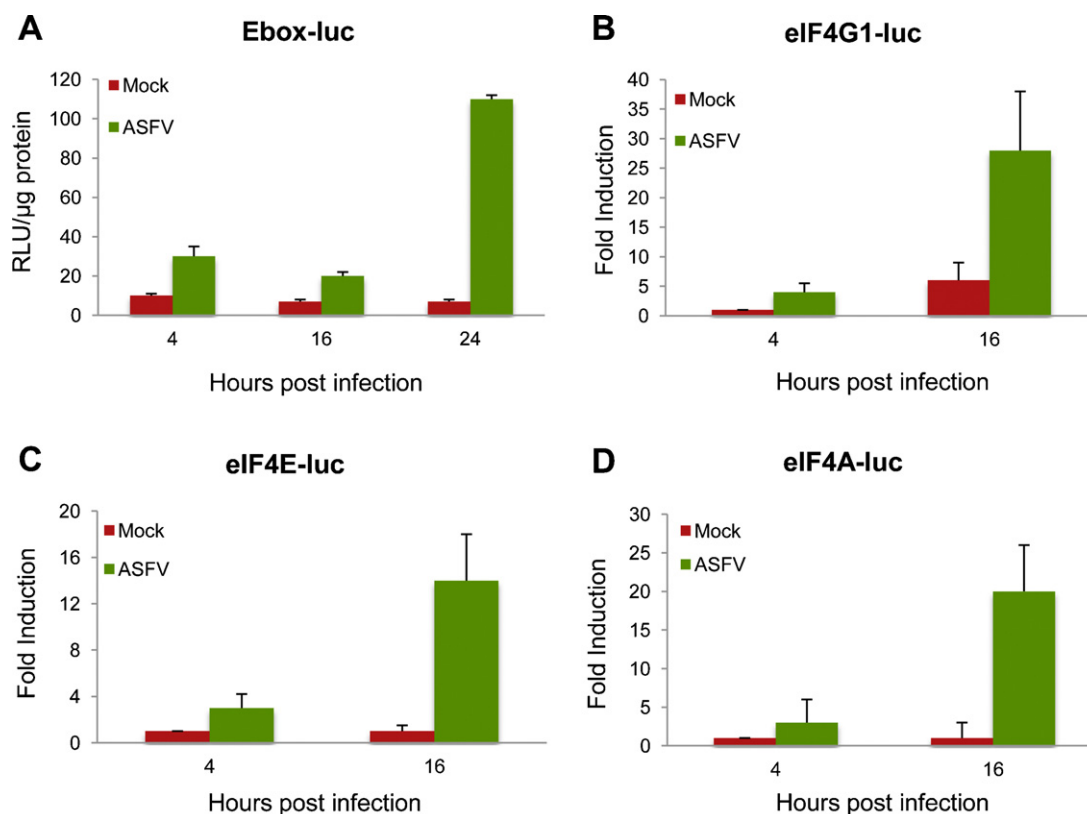 A
Ebox-luc
RLU/µg protein
120
100
80
60
40
20
0
Mock
ASFV
4 16 24
Hours post infection
B
eIF4G1-luc
Fold Induction
40
35
30
25
20
15
10
5
0
Mock
ASFV
4 16
Hours post infection
C
eIF4E-luc
Fold Induction
20
16
12
8
4
0
Mock
ASFV
4 16
Hours post infection
D
eIF4A-luc
Fold Induction
30
25
20
15
10
5
0
Mock
ASFV
4 16
Hours post infection